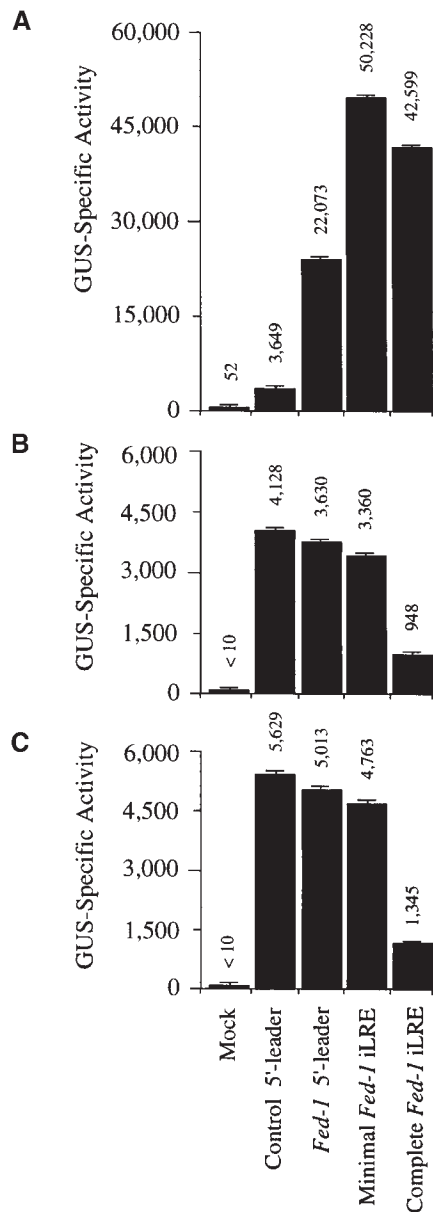 A
GUS-Specific Activity
60,000
45,000
30,000
15,000
0
52
3,649
22,073
50,228
42,599
B
GUS-Specific Activity
6,000
4,500
3,000
1,500
0
< 10
4,128
3,630
3,360
948
C
GUS-Specific Activity
6,000
4,500
3,000
1,500
0
< 10
5,629
5,013
4,763
1,345
Mock
Control 5'-leader
Fed-1 5'-leader
Minimal Fed-1 iLRE
Complete Fed-1 iLRE